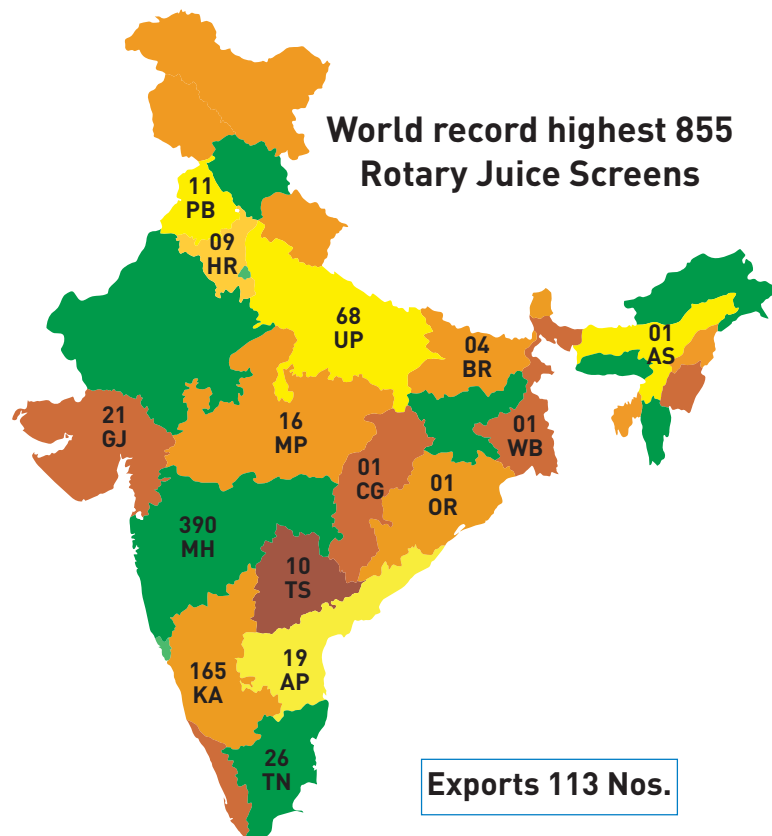 World record highest 855
Rotary Juice Screens
11
PB
09
HR
68
UP
04
BR
01
AS
21
GJ
16
MP
01
CG
01
WB
01
OR
390
MH
10
TS
165
KA
19
AP
26
TN
Exports 113 Nos.